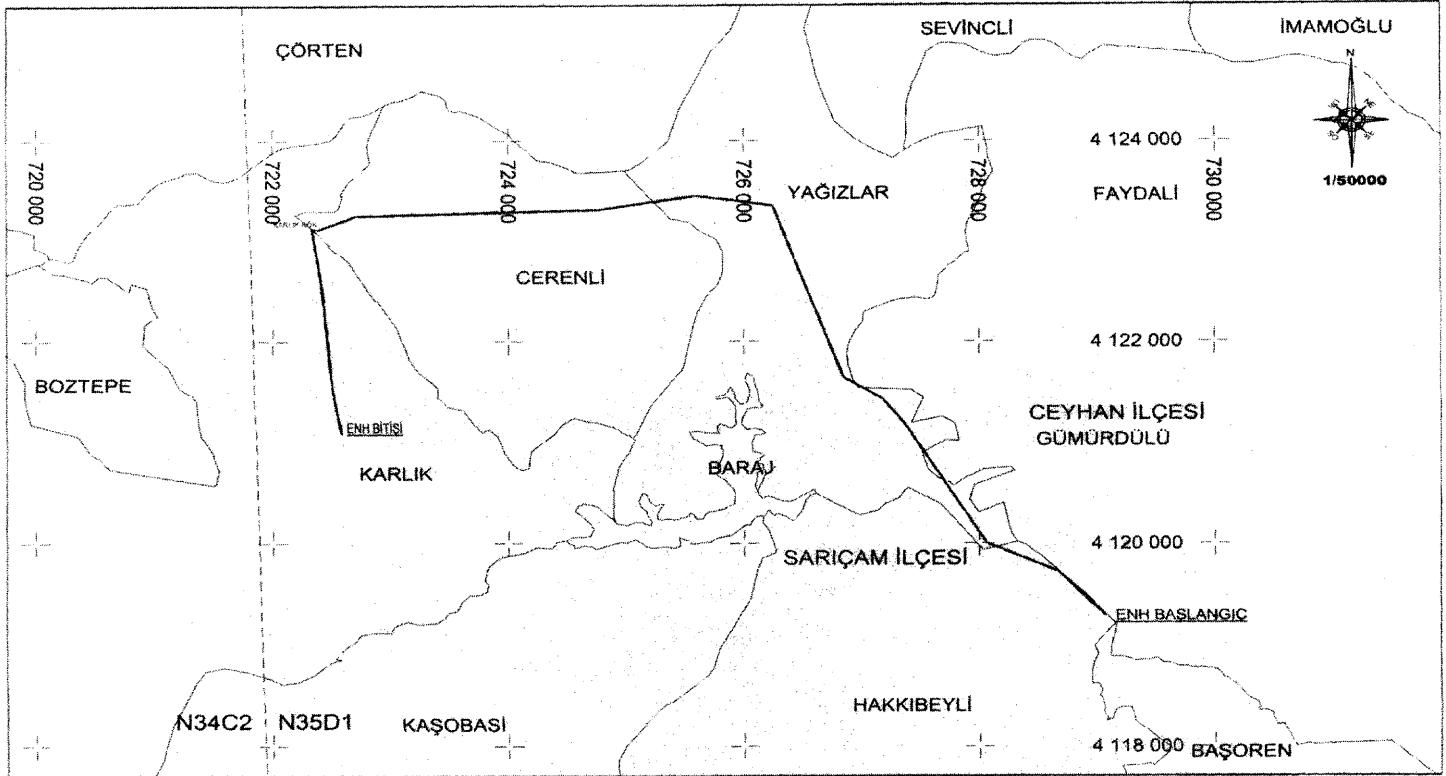 SEVİNCLİ
İMAMOĞLU
ÇÖRTEN
N
4 124 000
720 000
722 000
724 000
726 000
728 000
730 000
1/50000
YAĞIZLAR
FAYDALİ
CERENLİ
4 122 000
BOZTEPE
CEYHAN İLÇESİ
GÜMÜRDÜLÜ
ENH BİTİŞİ
KARLIK
BARAJ
4 120 000
SARIÇAM İLÇESİ
ENH BAŞLANGIÇ
HAKKIBEYLİ
N34C2
N35D1
KAŞOBASİ
4 118 000
BAŞOREN